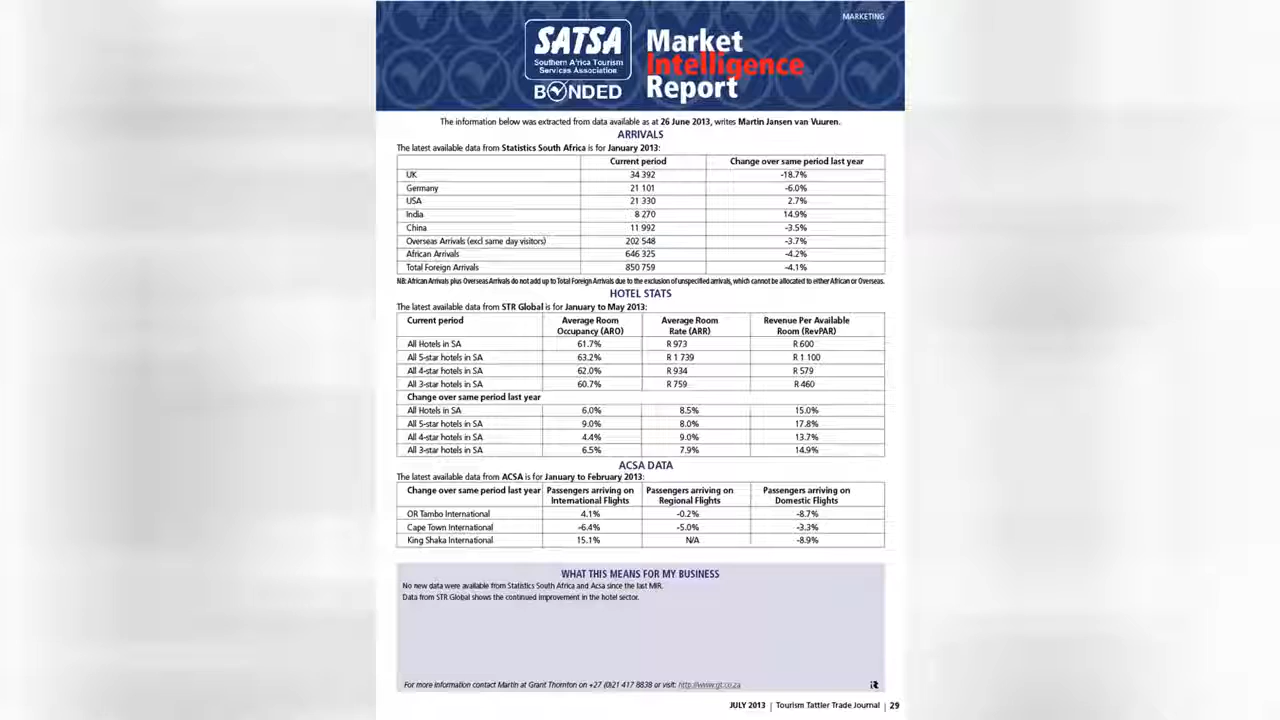 MARKETING
SATSA
Southern Africa Tourism
Services Association
BONDED
Market
Intelligence
Report
The information below was extracted from data available as at 26 June 2013, writes Martin Jansen van Vuuren.
ARRIVALS
The latest available data from Statistics South Africa is for January 2013:
Current period Change over same period last year
UK 34 392 -18.7%
Germany 21 101 -6.0%
USA 21 330 2.7%
India 8 270 14.9%
China 11 992 -3.5%
Overseas Arrivals (excl same day visitors) 202 548 -3.7%
African Arrivals 646 325 -4.2%
Total Foreign Arrivals 850 759 -4.1%
NB: African Arrivals plus Overseas Arrivals do not add up to Total Foreign Arrivals due to the exclusion of unspecified arrivals, which cannot be allocated to either African or Overseas.
HOTEL STATS
The latest available data from STR Global is for January to May 2013:
Current period Average Room Average Room Revenue Per Available
Occupancy (ARO) Rate (ARR) Room (RevPAR)
All Hotels in SA 61.7% R 973 R 600
All 5-star hotels in SA 63.2% R 1 739 R 1 100
All 4-star hotels in SA 62.0% R 934 R 579
All 3-star hotels in SA 60.7% R 759 R 460
Change over same period last year
All Hotels in SA 6.0% 8.5% 15.0%
All 5-star hotels in SA 9.0% 8.0% 17.8%
All 4-star hotels in SA 4.4% 9.0% 13.7%
All 3-star hotels in SA 6.5% 7.9% 14.9%
ACSA DATA
The latest available data from ACSA is for January to February 2013:
Change over same period last year Passengers arriving on Passengers arriving on Passengers arriving on
International Flights Regional Flights Domestic Flights
OR Tambo International 4.1% -0.2% -8.7%
Cape Town International -6.4% -5.0% -3.3%
King Shaka International 15.1% N/A -8.9%
WHAT THIS MEANS FOR MY BUSINESS
No new data were available from Statistics South Africa and Acsa since the last MIR.
Data from STR Global shows the continued improvement in the hotel sector.
For more information contact Martin at Grant Thornton on +27 (0)21 417 8838 or visit: http://www.gt.co.za
JULY 2013 | Tourism Tattler Trade Journal | 29